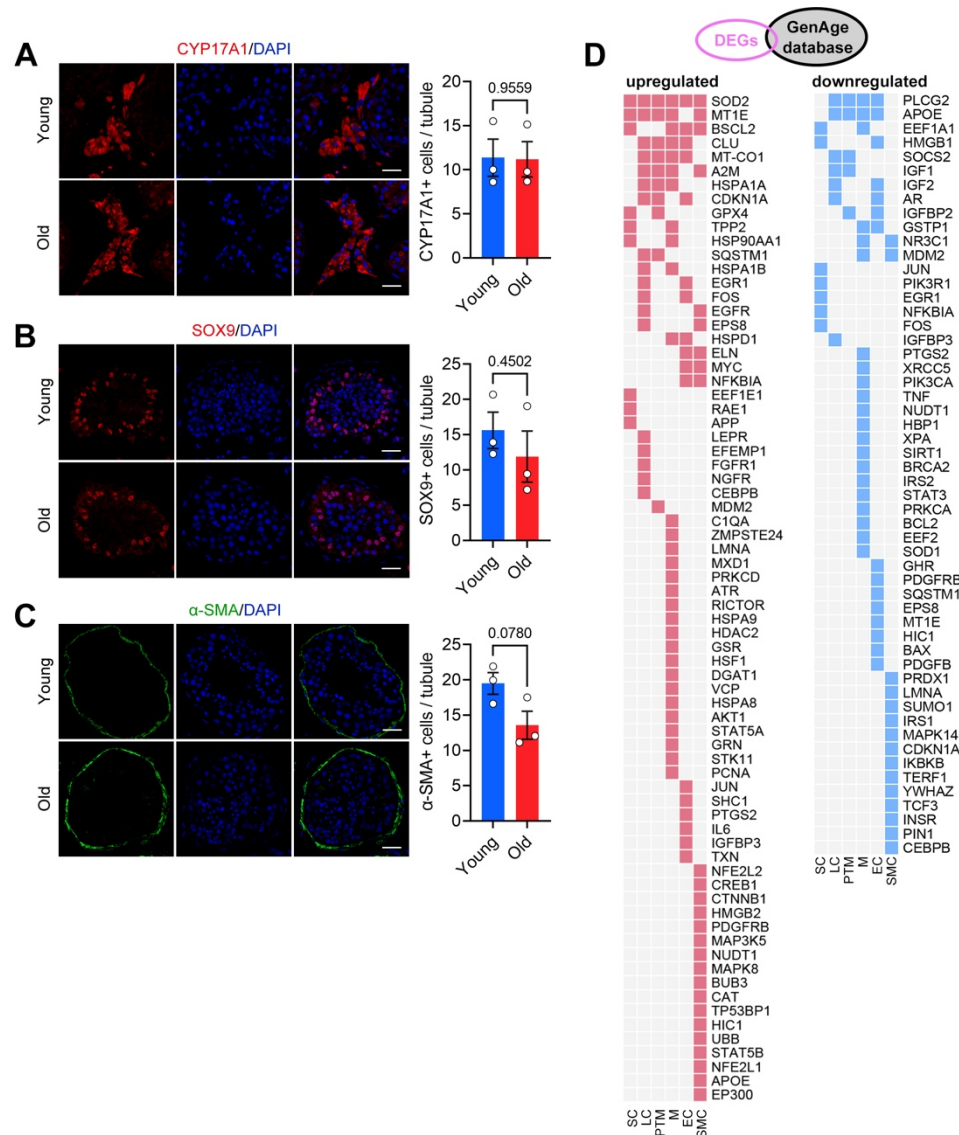 A
CYP17A1/DAPI
Young
Old
CYP17A1+ cells / tubule
20
15
10
5
0
0.9559
Young
Old
B
SOX9/DAPI
Young
Old
SOX9+ cells / tubule
25
20
15
10
5
0
0.4502
Young
Old
C
α-SMA/DAPI
Young
Old
α-SMA+ cells / tubule
25
20
15
10
5
0
0.0780
Young
Old
D
DEGs
GenAge
database
upregulated
SOD2
MT1E
BSCL2
CLU
MT-CO1
A2M
HSPA1A
CDKN1A
GPX4
TPP2
HSP90AA1
SQSTM1
HSPA1B
EGR1
FOS
EGFR
EPS8
HSPD1
ELN
MYC
NFKBIA
EEF1E1
RAE1
APP
LEPR
EFEMP1
FGFR1
NGFR
CEBPB
MDM2
C1QA
ZMPSTE24
LMNA
MXD1
PRKCD
ATR
RICTOR
HSPA9
HDAC2
GSR
HSF1
DGAT1
VCP
HSPA8
AKT1
STAT5A
GRN
STK11
PCNA
JUN
SHC1
PTGS2
IL6
IGFBP3
TXN
NFE2L2
CREB1
CTNNB1
HMGB2
PDGFRB
MAP3K5
NUDT1
MAPK8
BUB3
CAT
TP53BP1
HIC1
UBB
STAT5B
NFE2L1
APOE
EP300
SC
LC
PTM
M
EC
SMC
downregulated
PLCG2
APOE
EEF1A1
HMGB1
SOCS2
IGF1
IGF2
AR
IGFBP2
GSTP1
NR3C1
MDM2
JUN
PIK3R1
EGR1
NFKBIA
FOS
IGFBP3
PTGS2
XRCC5
PIK3CA
TNF
NUDT1
HBP1
XPA
SIRT1
BRCA2
IRS2
STAT3
PRKCA
BCL2
EEF2
SOD1
GHR
PDGFRB
SQSTM1
EPS8
MT1E
HIC1
BAX
PDGFB
PRDX1
LMNA
SUMO1
IRS1
MAPK14
CDKN1A
IKBKB
TERF1
YWHAZ
TCF3
INSR
PIN1
CEBPB
SC
LC
PTM
M
EC
SMC